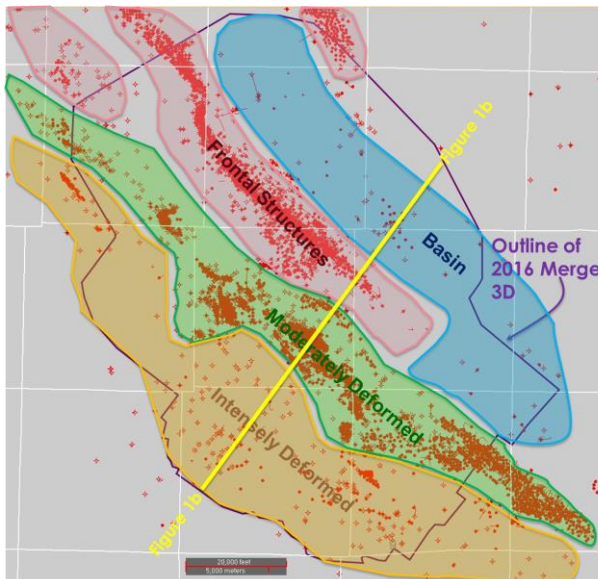 Figure 1b
Frontal Structures
Basin
Outline of
2016 Merge
3D
Moderately Deformed
Intensely Deformed
Figure 1b
20,000 feet
5,000 meters